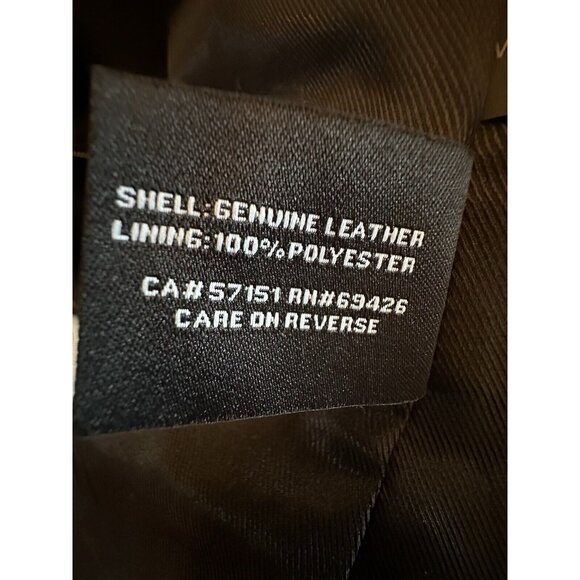 SHELL:GENUINE LEATHER
LINING:100%POLYESTER
CA#57151 RN#69426
CARE ON REVERSE